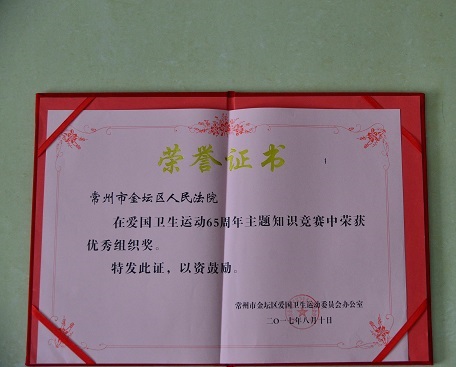 荣誉证书
常州市金坛区人民法院
在爱国卫生运动65周年主题知识竞赛中荣获
优秀组织奖。
特发此证，以资鼓励。
常州市金坛区爱国卫生运动委员会办公室
二〇一七年八月十日